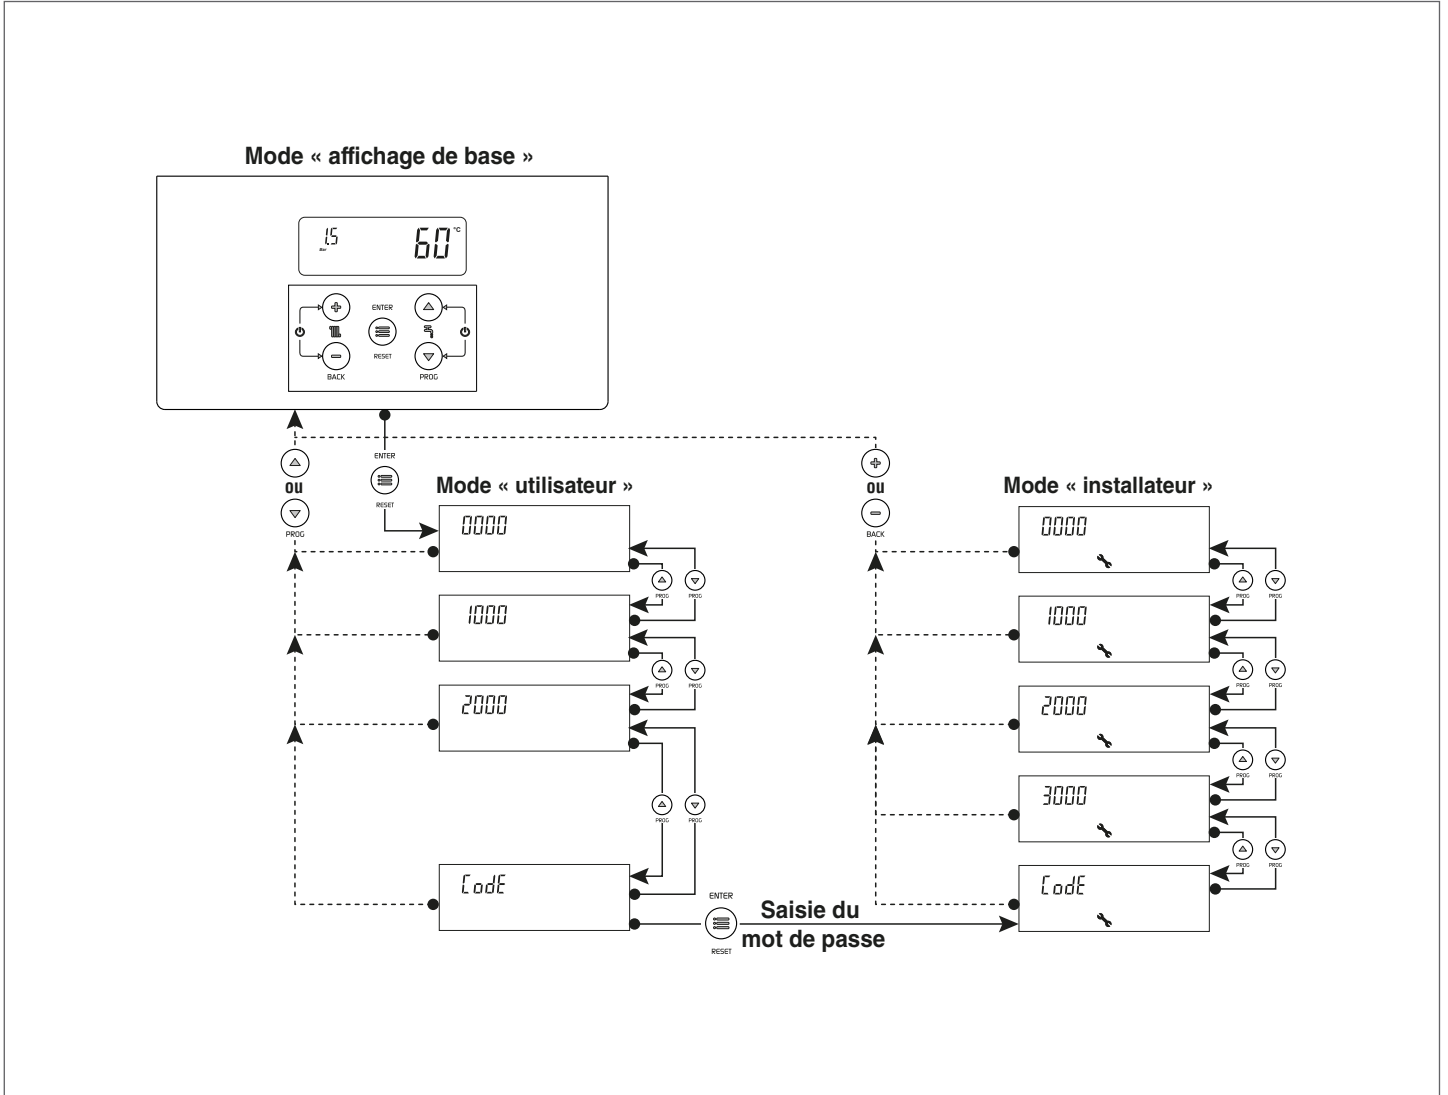 Mode « affichage de base »
1.5
Bar
60 °C
ENTER
RESET
BACK
PROG
ou
PROG
ENTER
RESET
Mode « utilisateur »
0000
PROG PROG
1000
PROG PROG
2000
PROG PROG
CodE
ENTER
RESET
Saisie du
mot de passe
ou
BACK
Mode « installateur »
0000
PROG PROG
1000
PROG PROG
2000
PROG PROG
3000
PROG PROG
CodE